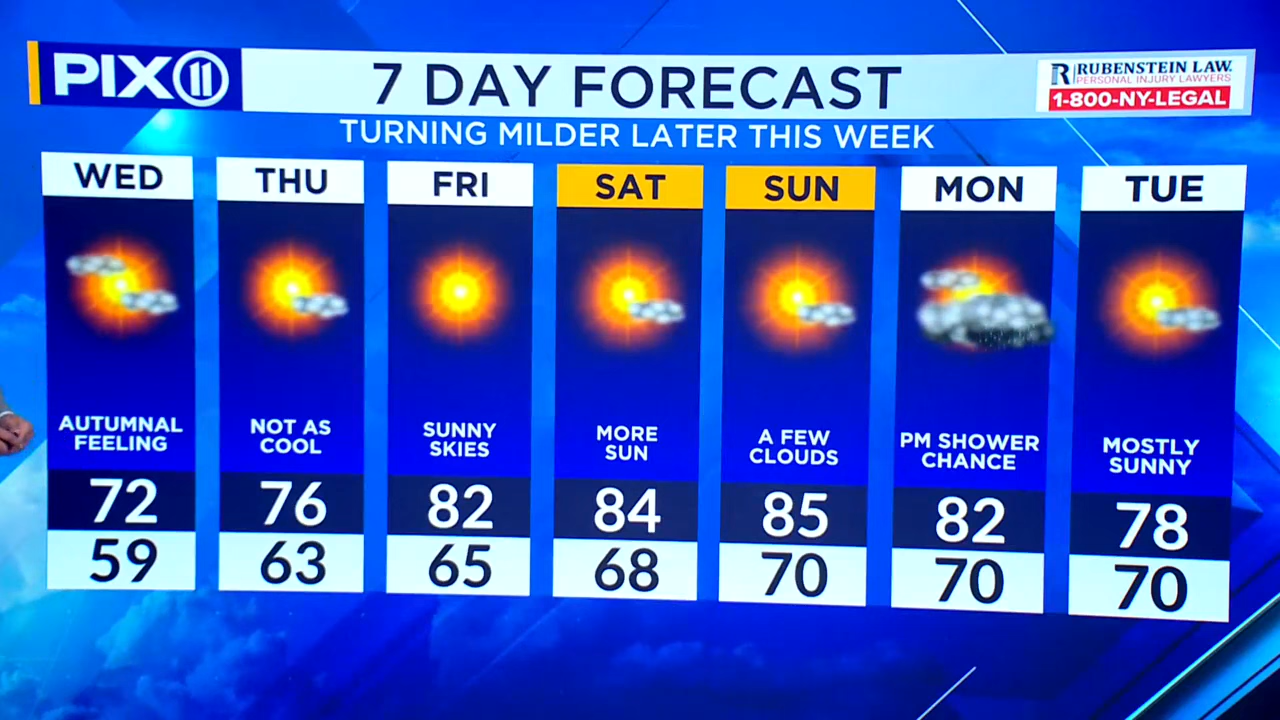 PIX 11
7 DAY FORECAST
R RUBENSTEIN LAW
PERSONAL INJURY LAWYERS
1-800-NY-LEGAL
TURNING MILDER LATER THIS WEEK
WED
AUTUMNAL
FEELING
72
59
THU
NOT AS
COOL
76
63
FRI
SUNNY
SKIES
82
65
SAT
MORE
SUN
84
68
SUN
A FEW
CLOUDS
85
70
MON
PM SHOWER
CHANCE
82
70
TUE
MOSTLY
SUNNY
78
70